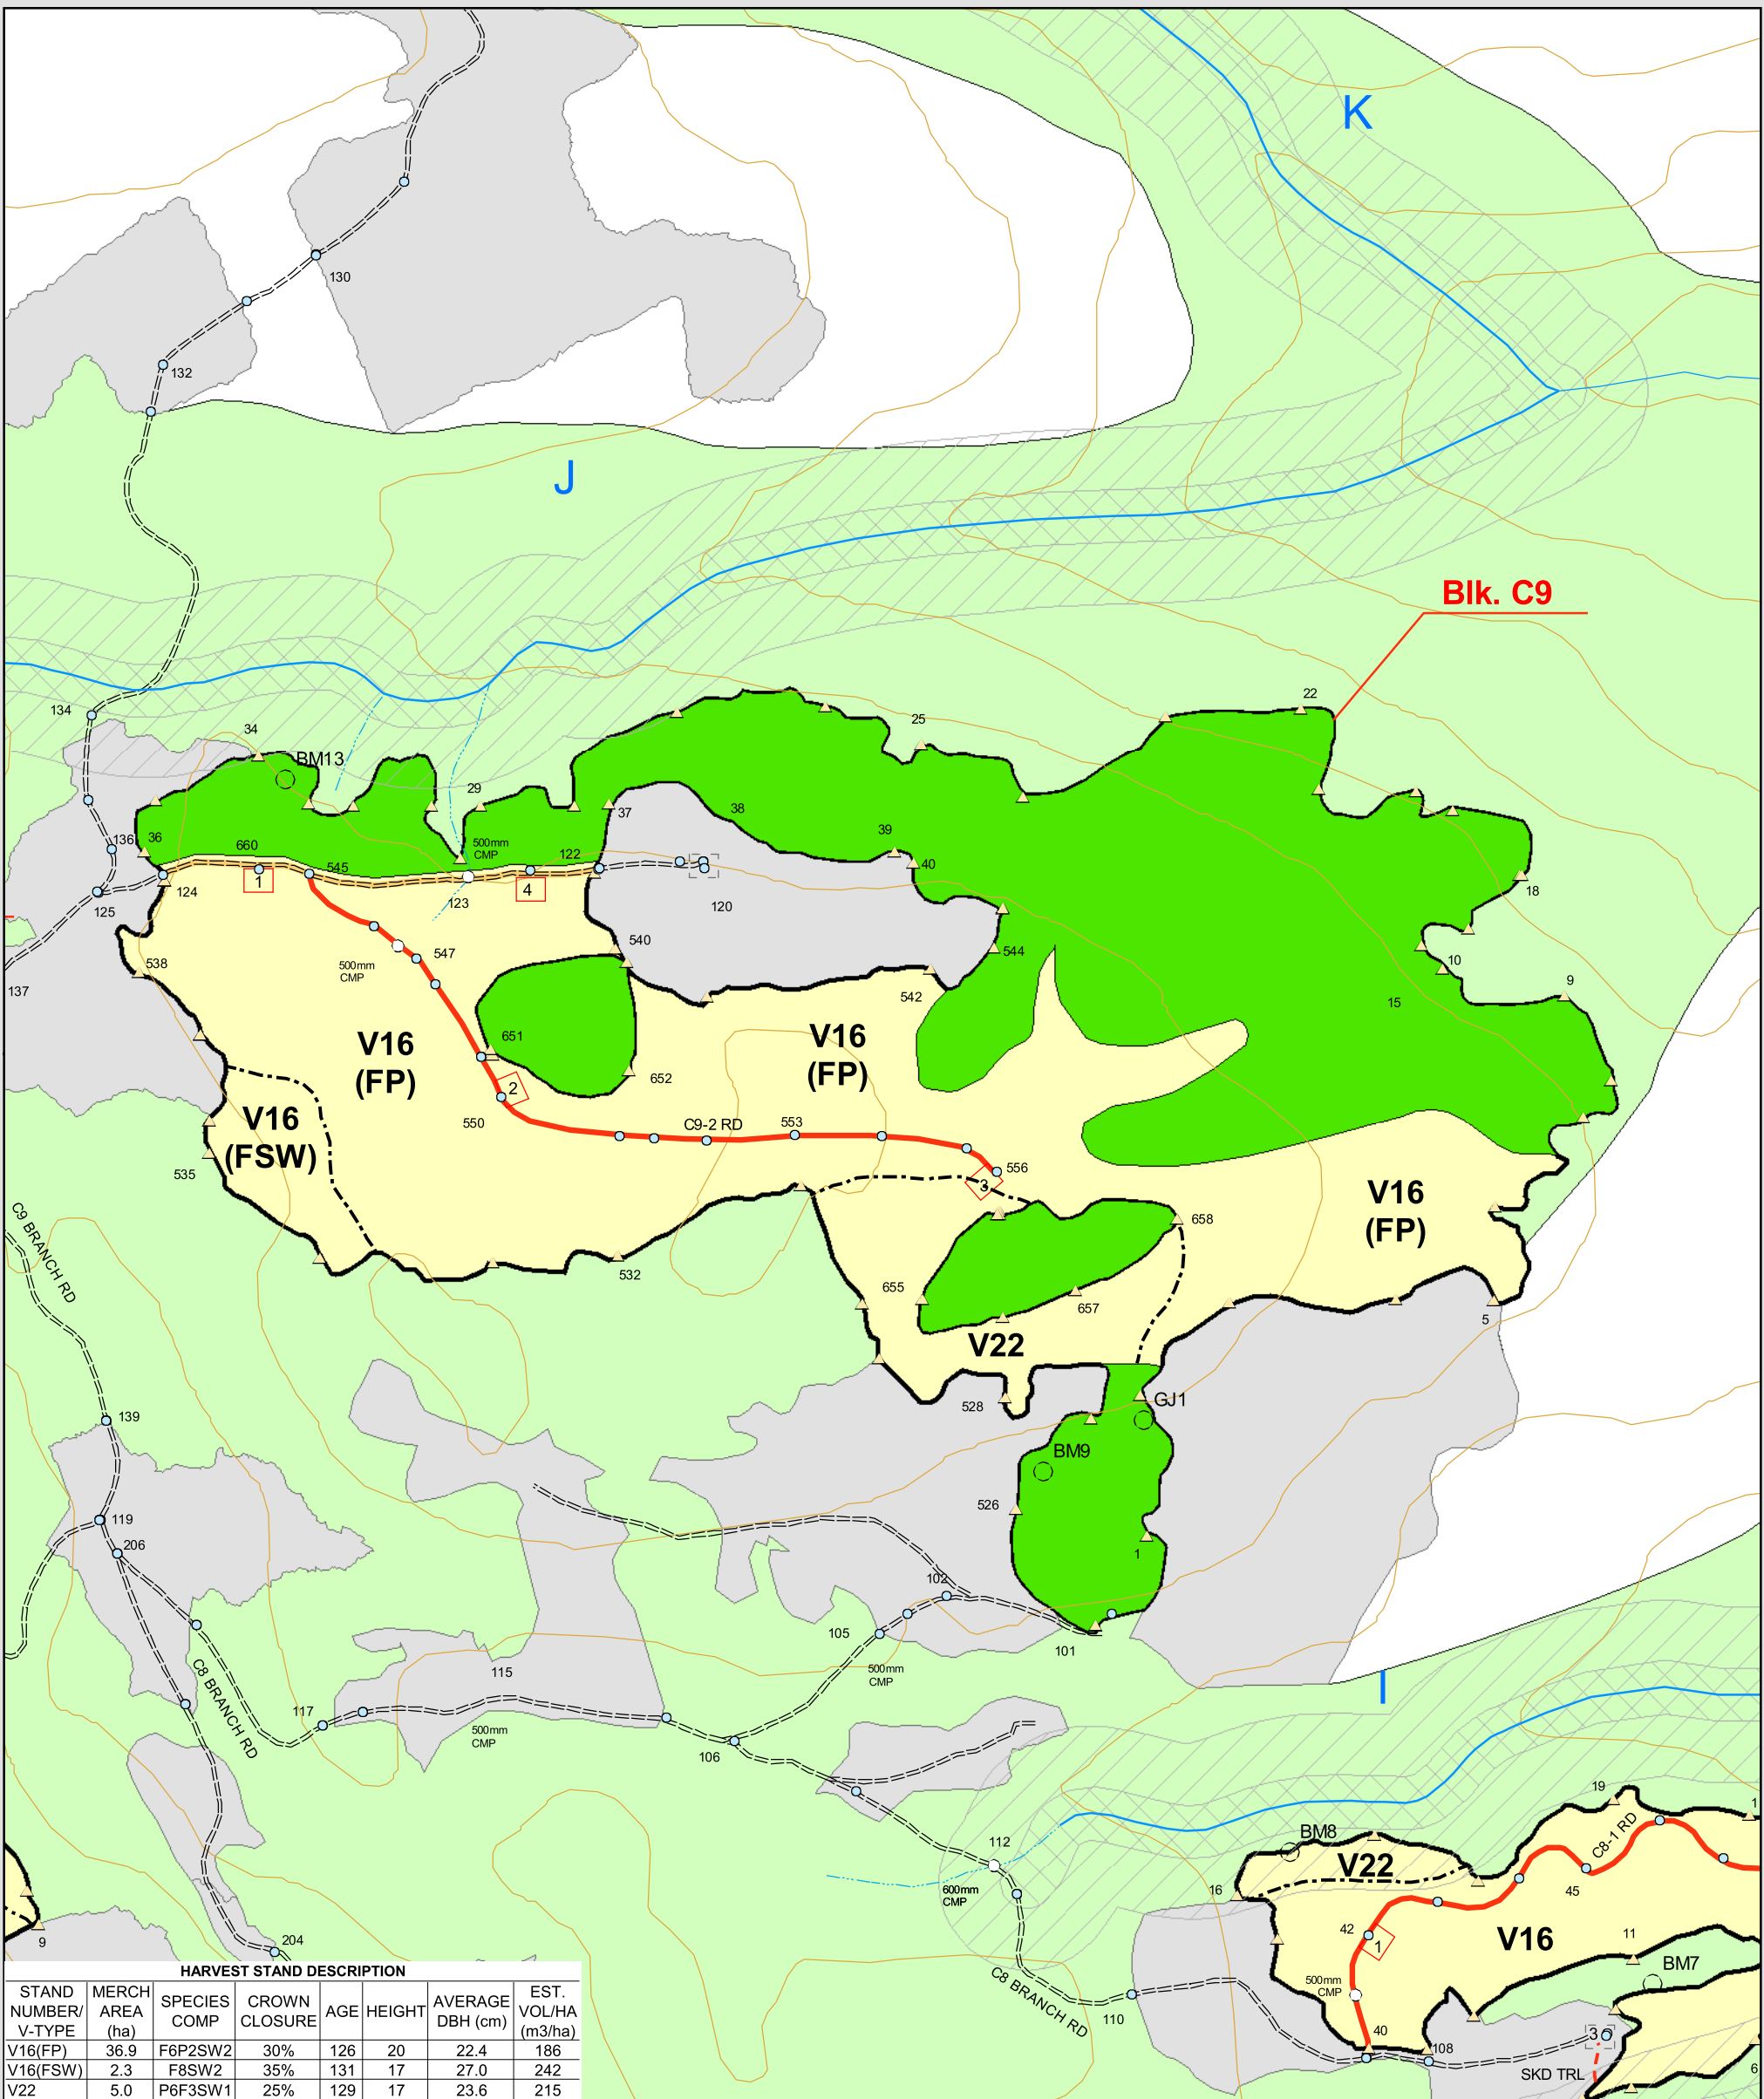 K
130
132
J
Blk. C9
134
22
34
25
BM13
29
37
38
136
36
660
500mm
CMP
122
39
545
40
1
4
124
18
125
123
120
540
547
544
10
538
500mm
CMP
9
137
542
15
651
V16
(FP)
V16
(FP)
652
2
V16
(FSW)
550
C9-2 RD
553
535
556
3
V16
(FP)
C9 BRANCH RD
658
532
655
657
5
V22
528
GJ1
139
BM9
526
119
206
1
102
105
101
C8 BRANCH RD
115
500mm
CMP
I
117
500mm
CMP
106
19
1
C8-1 RD
BM8
112
V22
600mm
CMP
16
45
42
1
V16
11
9
204
BM7
C8 BRANCH RD
500mm
CMP
110
40
3
108
SKD TRL
6
HARVEST STAND DESCRIPTION
STAND NUMBER/ V-TYPE MERCH AREA (ha) SPECIES COMP CROWN CLOSURE AGE HEIGHT AVERAGE DBH (cm) EST. VOL/HA (m3/ha)
V16(FP) 36.9 F6P2SW2 30% 126 20 22.4 186
V16(FSW) 2.3 F8SW2 35% 131 17 27.0 242
V22 5.0 P6F3SW1 25% 129 17 23.6 215